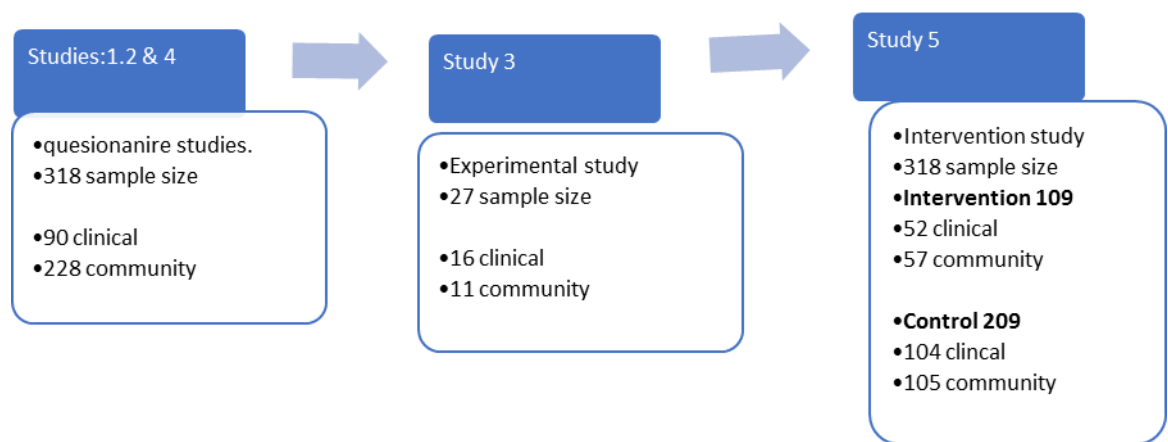 Studies:1.2 & 4
•quesionanire studies.
•318 sample size
•90 clinical
•228 community
Study 3
•Experimental study
•27 sample size
•16 clinical
•11 community
Study 5
•Intervention study
•318 sample size
•Intervention 109
•52 clinical
•57 community
•Control 209
•104 clincal
•105 community